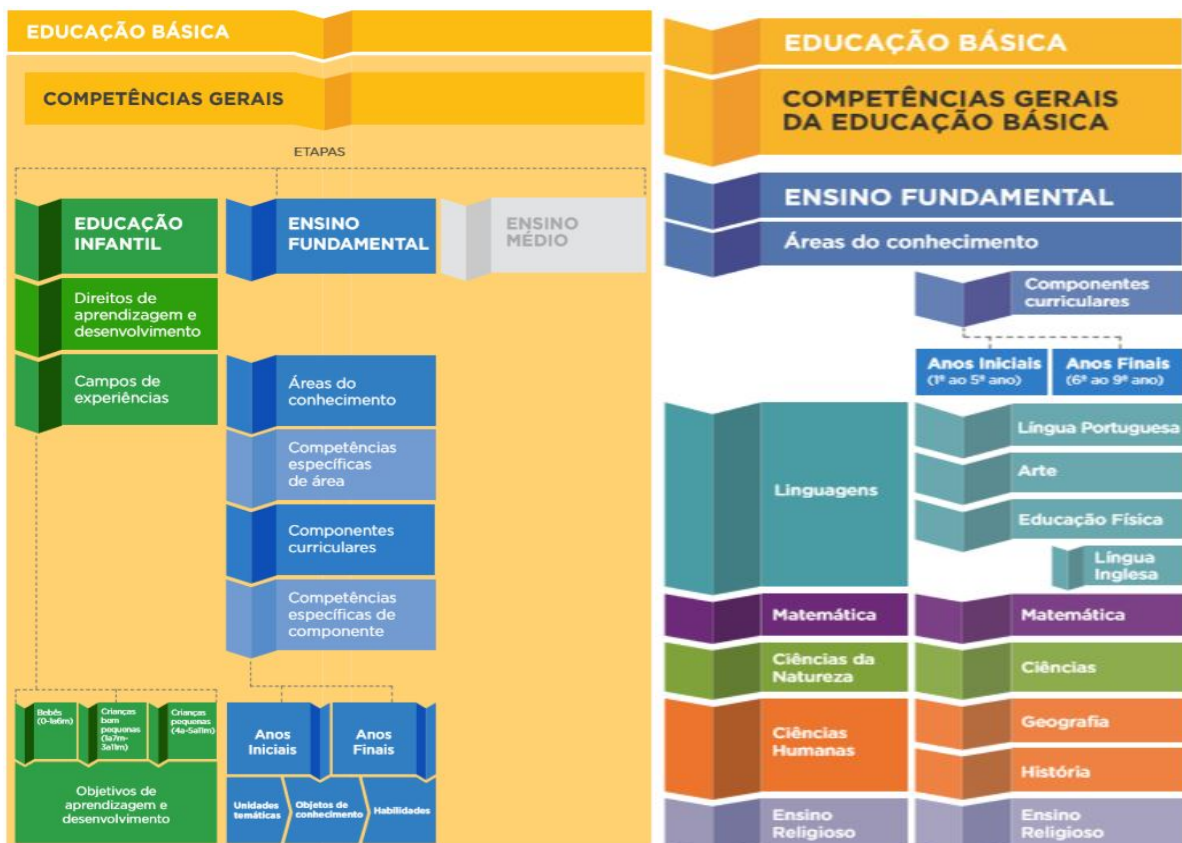 EDUCAÇÃO BÁSICA
COMPETÊNCIAS GERAIS
ETAPAS
EDUCAÇÃO
INFANTIL
ENSINO
FUNDAMENTAL
ENSINO
MÉDIO
Direitos de
aprendizagem e
desenvolvimento
Campos de
experiências
Áreas do
conhecimento
Competências
específicas
de área
Componentes
curriculares
Competências
específicas de
componente
Bebês
(0-1a6m)
Crianças
bem
pequenas
(1a7m-
3a11m)
Crianças
pequenas
(4a-5a11m)
Objetivos de
aprendizagem e
desenvolvimento
Anos
Iniciais
Anos
Finais
Unidades
temáticas
Objetos de
conhecimento
Habilidades
EDUCAÇÃO BÁSICA
COMPETÊNCIAS GERAIS
DA EDUCAÇÃO BÁSICA
ENSINO FUNDAMENTAL
Áreas do conhecimento
Componentes
curriculares
Anos Iniciais
(1º ao 5º ano)
Anos Finais
(6º ao 9º ano)
Linguagens
Língua Portuguesa
Arte
Educação Física
Língua
Inglesa
Matemática
Matemática
Ciências da
Natureza
Ciências
Ciências
Humanas
Geografia
História
Ensino
Religioso
Ensino
Religioso